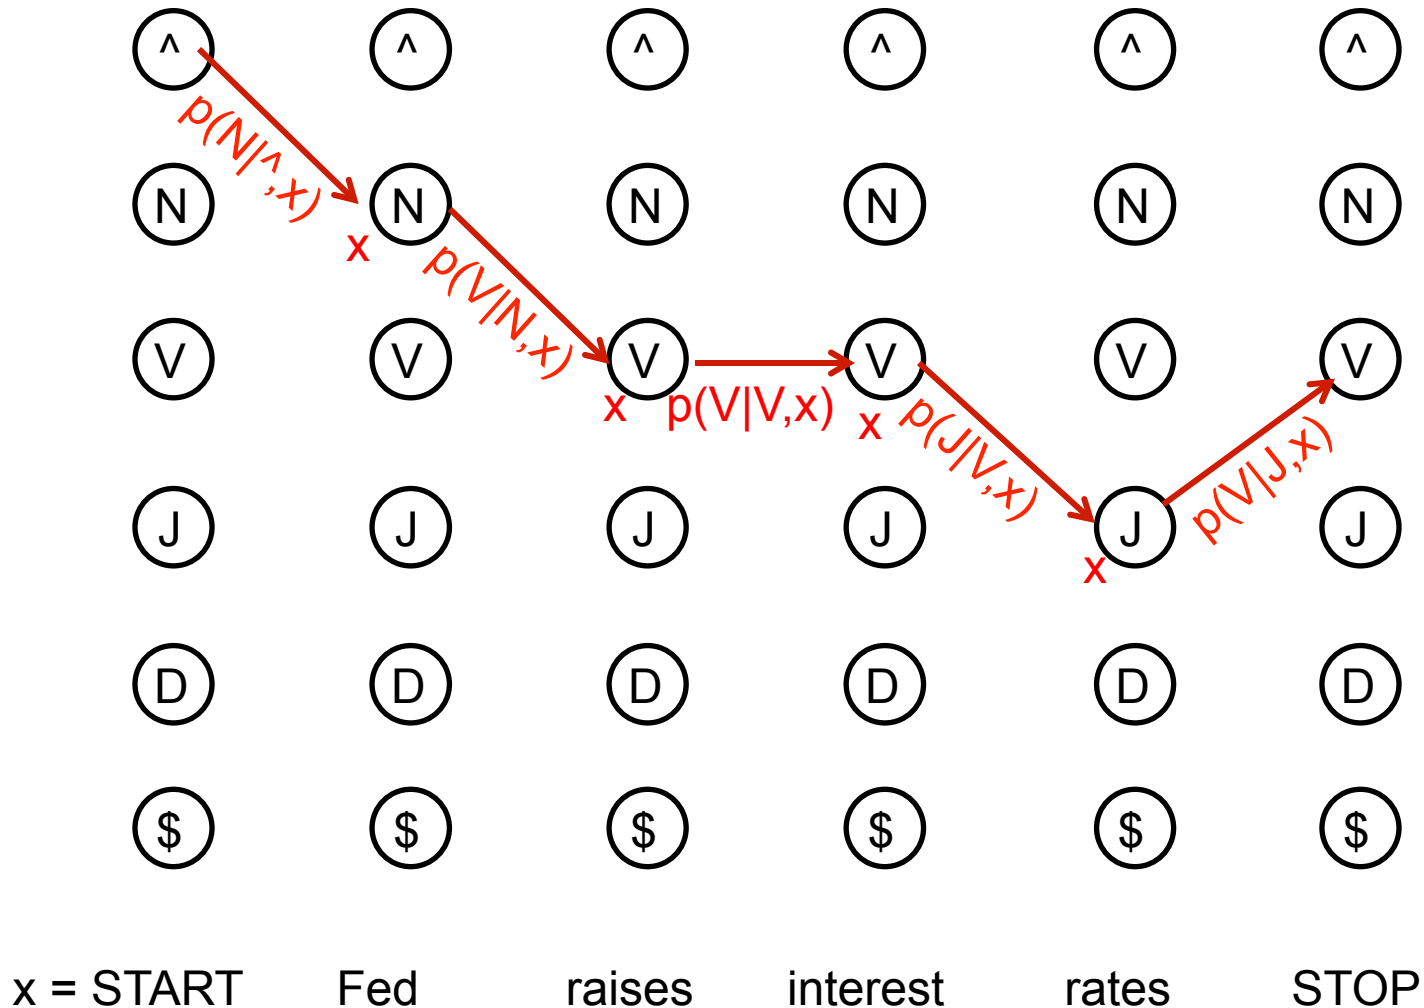 ^ ^ ^ ^ ^ ^
p(N|^,x)
N N N N N N
x
p(V|N,x)
V V V V V V
x p(V|V,x) x
p(J|V,x)
p(V|J,x)
J J J J J J
x
D D D D D D
$ $ $ $ $ $
x = START Fed raises interest rates STOP